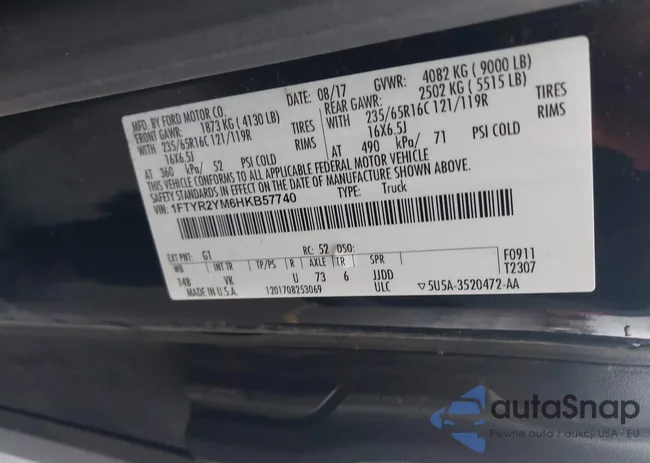 MFD. BY FORD MOTOR CO. DATE: 08/17 GVWR: 4082 KG ( 9000 LB)
FRONT GAWR: 1873 KG ( 4130 LB) REAR GAWR: 2502 KG ( 5515 LB)
WITH 235/65R16C 121/119R TIRES WITH 235/65R16C 121/119R TIRES
16X6.5J RIMS 16X6.5J RIMS
AT 360 kPa/ 52 PSI COLD AT 490 kPa/ 71 PSI COLD
THIS VEHICLE CONFORMS TO ALL APPLICABLE FEDERAL MOTOR VEHICLE
SAFETY STANDARDS IN EFFECT ON THE DATE OF MANUFACTURE SHOWN ABOVE.
VIN: 1FTYR2YM6HKB57740 TYPE: Truck
EXT PNT: G1 RC: 52 DSO: F0911
WB INT TR TP/PS R AXLE TR SPR T2307
148 VK U 73 6 JJDD
MADE IN U.S.A. 1201708253069 ULC ▽5U5A-3520472-AA
autaSnap
Pewne auta z aukcji USA - EU